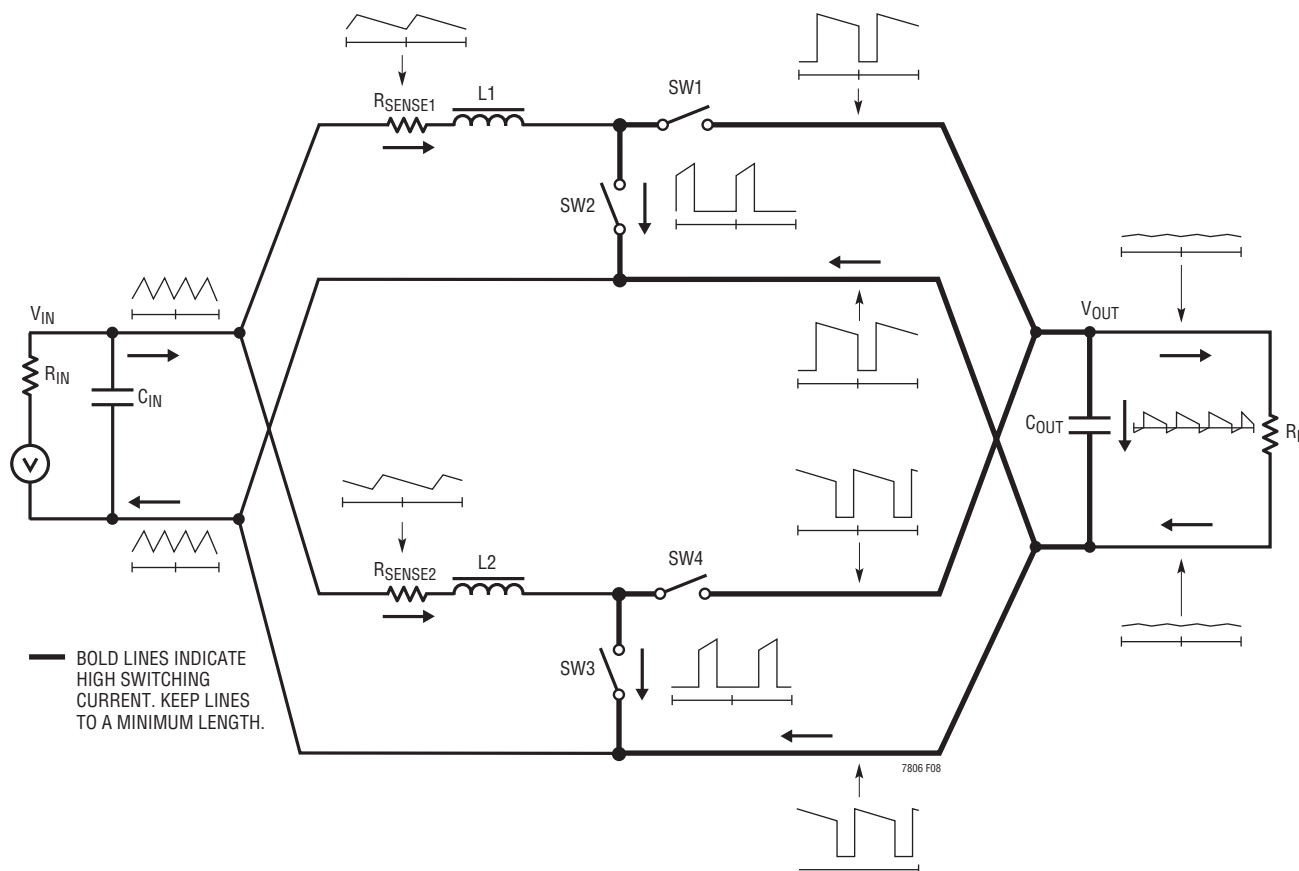 RSENSE1
L1
SW1
SW2
VIN
RIN
CIN
V
VOUT
COUT
R
RSENSE2
L2
SW4
SW3
BOLD LINES INDICATE
HIGH SWITCHING
CURRENT. KEEP LINES
TO A MINIMUM LENGTH.
7806 F08